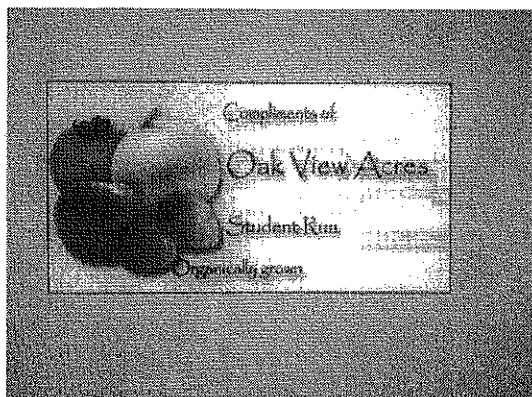 Compliments of
Oak View Acres
Student Run
Organically grown